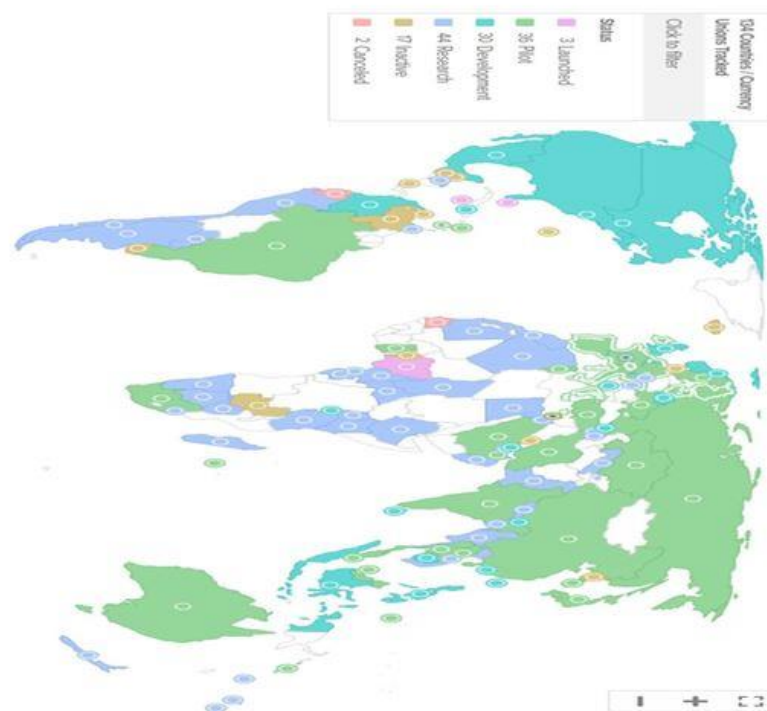 134 Countries / Currency
Unions Tracked
Click to filter
Status
3 Launched
36 Pilot
30 Development
44 Research
17 Inactive
2 Canceled